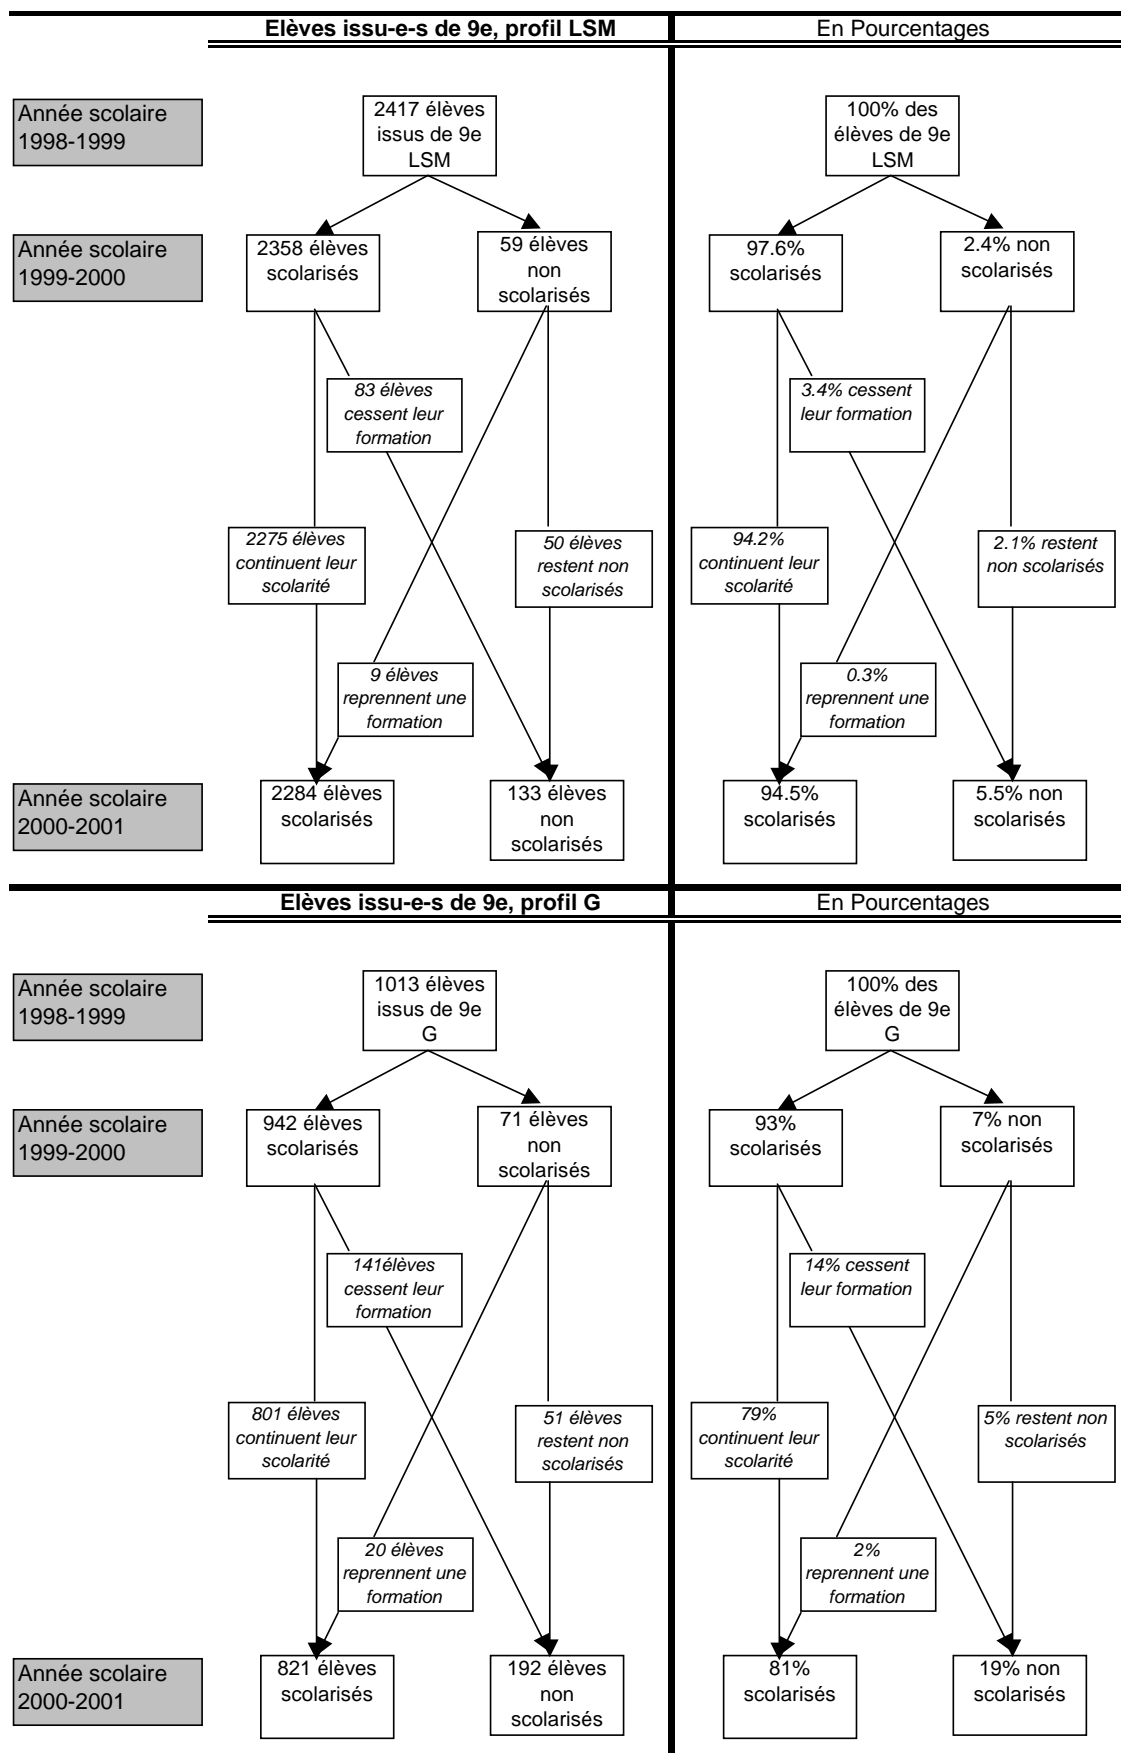 Elèves issu-e-s de 9e, profil LSM
En Pourcentages
Année scolaire
1998-1999
2417 élèves
issus de 9e
LSM
100% des
élèves de 9e
LSM
Année scolaire
1999-2000
2358 élèves
scolarisés
59 élèves
non
scolarisés
97.6%
scolarisés
2.4% non
scolarisés
83 élèves
cessent leur
formation
3.4% cessent
leur formation
2275 élèves
continuent leur
scolarité
50 élèves
restent non
scolarisés
94.2%
continuent leur
scolarité
2.1% restent
non scolarisés
9 élèves
reprennent une
formation
0.3%
reprennent une
formation
Année scolaire
2000-2001
2284 élèves
scolarisés
133 élèves
non
scolarisés
94.5%
scolarisés
5.5% non
scolarisés
Elèves issu-e-s de 9e, profil G
En Pourcentages
Année scolaire
1998-1999
1013 élèves
issus de 9e
G
100% des
élèves de 9e
G
Année scolaire
1999-2000
942 élèves
scolarisés
71 élèves
non
scolarisés
93%
scolarisés
7% non
scolarisés
141élèves
cessent leur
formation
14% cessent
leur formation
801 élèves
continuent leur
scolarité
51 élèves
restent non
scolarisés
79%
continuent leur
scolarité
5% restent non
scolarisés
20 élèves
reprennent une
formation
2%
reprennent une
formation
Année scolaire
2000-2001
821 élèves
scolarisés
192 élèves
non
scolarisés
81%
scolarisés
19% non
scolarisés